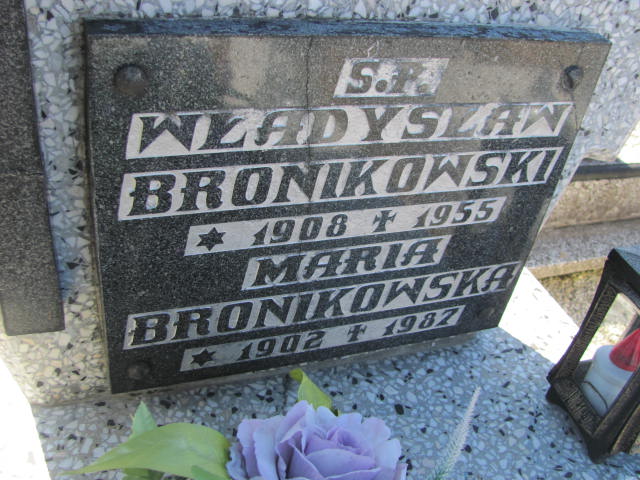 Ś.P.
WŁADYSŁAW
BRONIKOWSKI
* 1908 ✝ 1955
MARIA
BRONIKOWSKA
* 1902 ✝ 1987